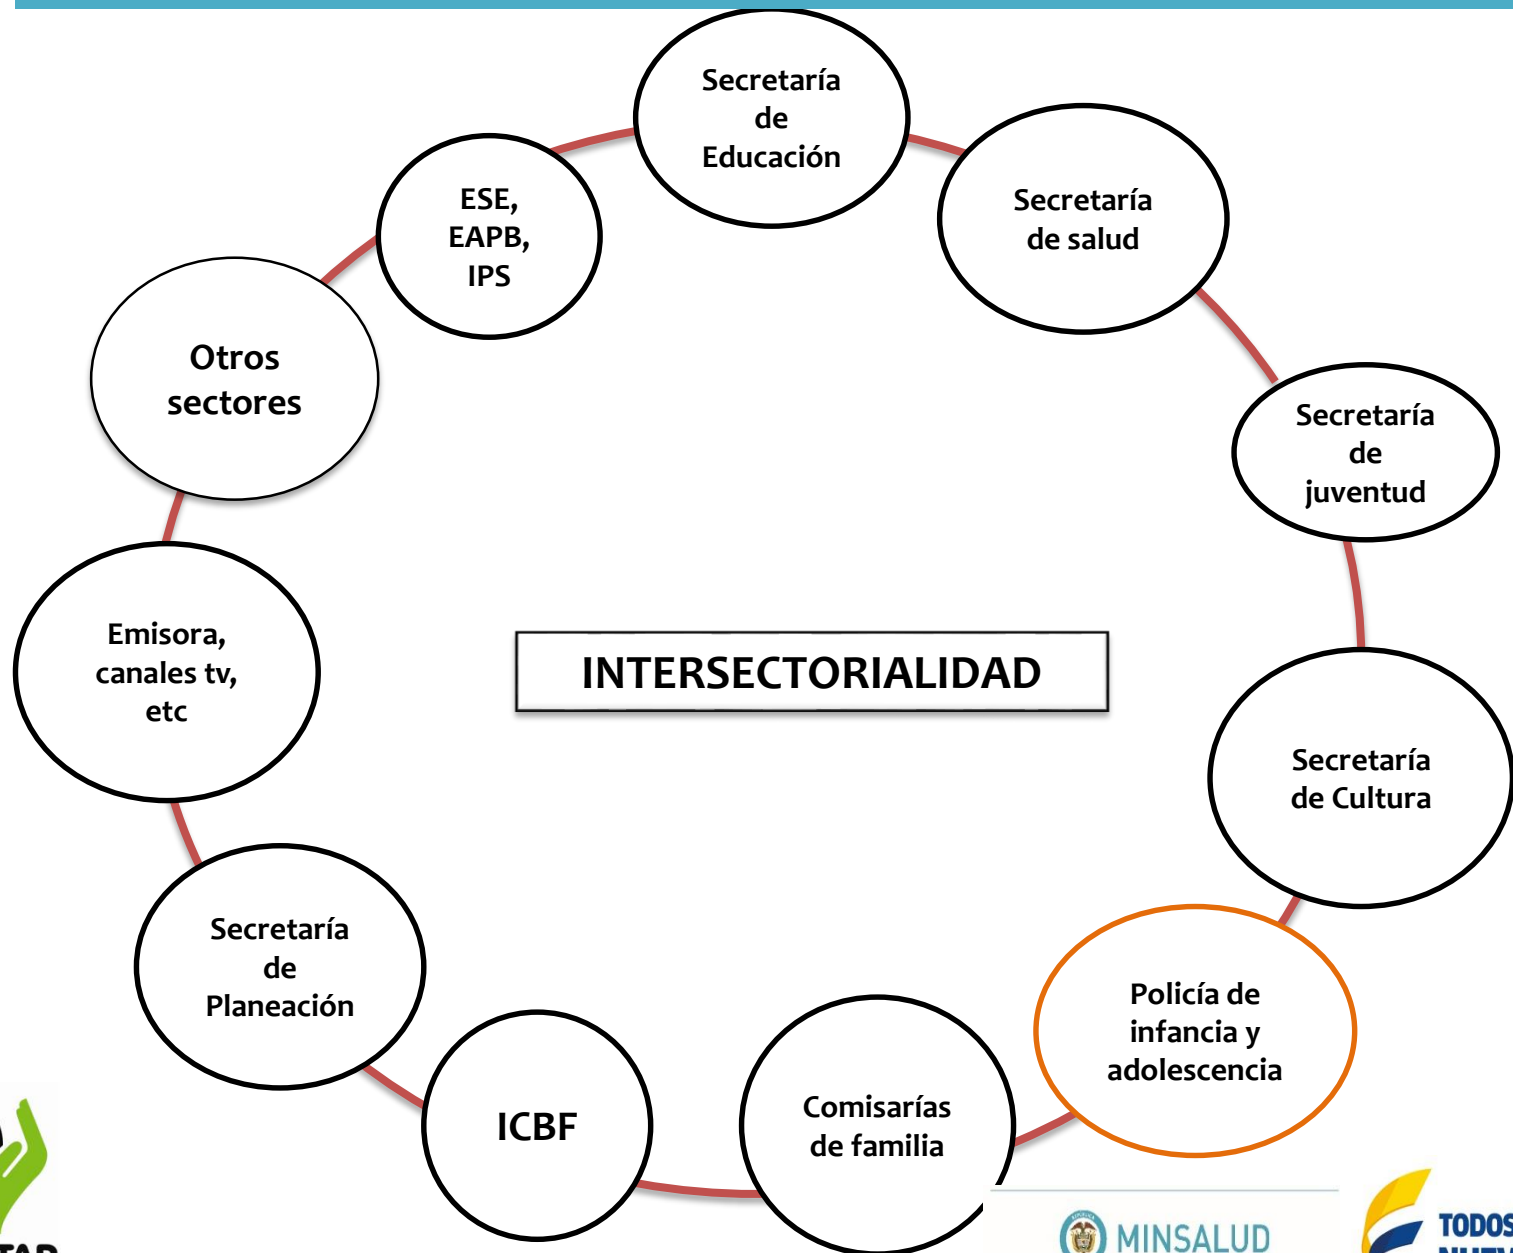 Secretaría
de
Educación
Secretaría
de salud
Secretaría
de
juventud
Secretaría
de Cultura
Policía de
infancia y
adolescencia
Comisarías
de familia
ICBF
Secretaría
de
Planeación
Emisora,
canales tv,
etc
Otros
sectores
ESE,
EAPB,
IPS
INTERSECTORIALIDAD
MINSALUD
TODOS